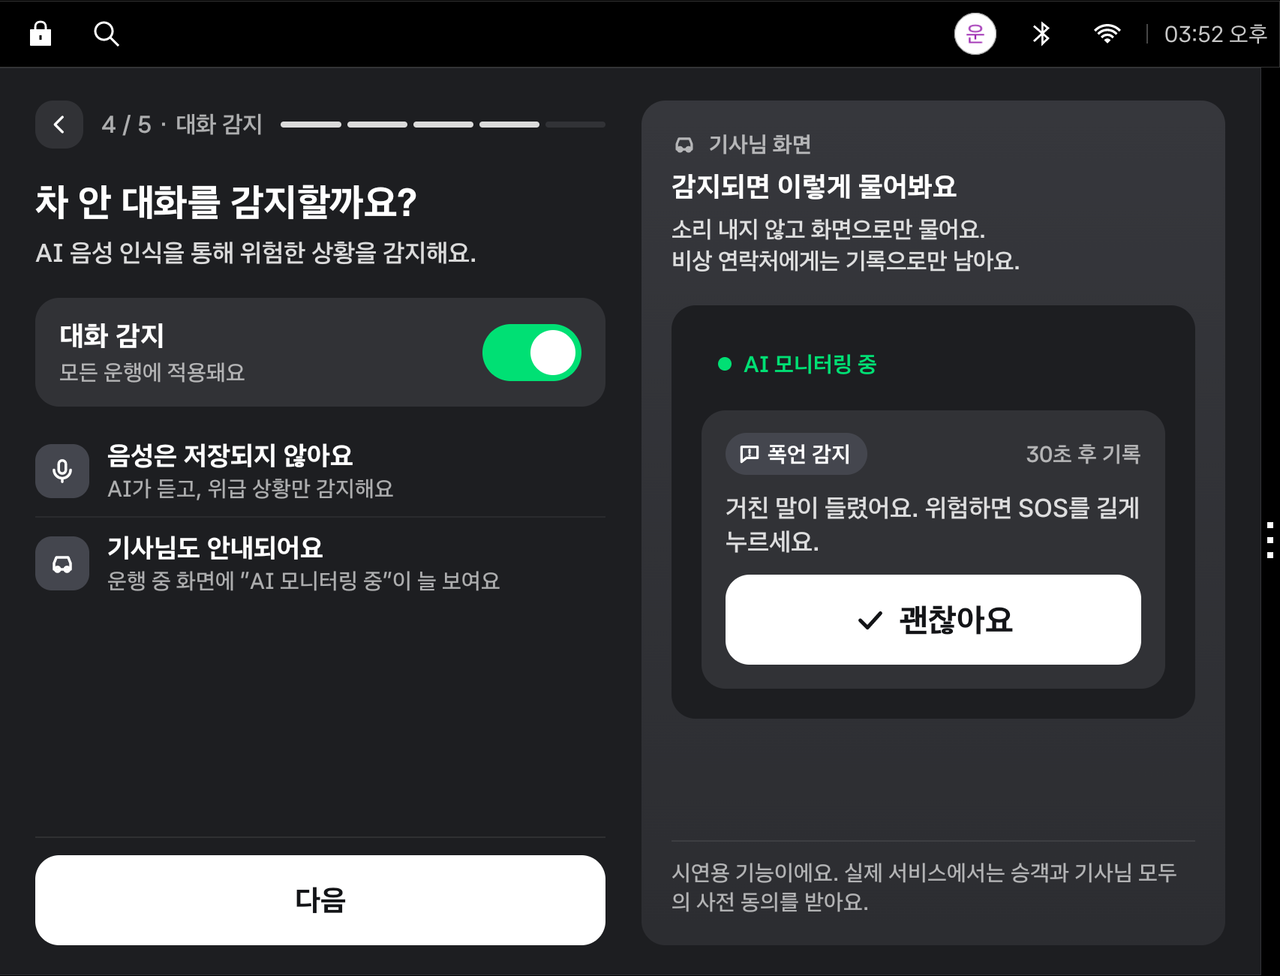 운
03:52 오후
4 / 5 · 대화 감지
차 안 대화를 감지할까요?
AI 음성 인식을 통해 위험한 상황을 감지해요.
대화 감지
모든 운행에 적용돼요
음성은 저장되지 않아요
AI가 듣고, 위급 상황만 감지해요
기사님도 안내되어요
운행 중 화면에 “AI 모니터링 중”이 늘 보여요
다음
기사님 화면
감지되면 이렇게 물어봐요
소리 내지 않고 화면으로만 물어요.
비상 연락처에게는 기록으로만 남아요.
AI 모니터링 중
폭언 감지
30초 후 기록
거친 말이 들렸어요. 위험하면 SOS를 길게
누르세요.
괜찮아요
시연용 기능이에요. 실제 서비스에서는 승객과 기사님 모두
의 사전 동의를 받아요.